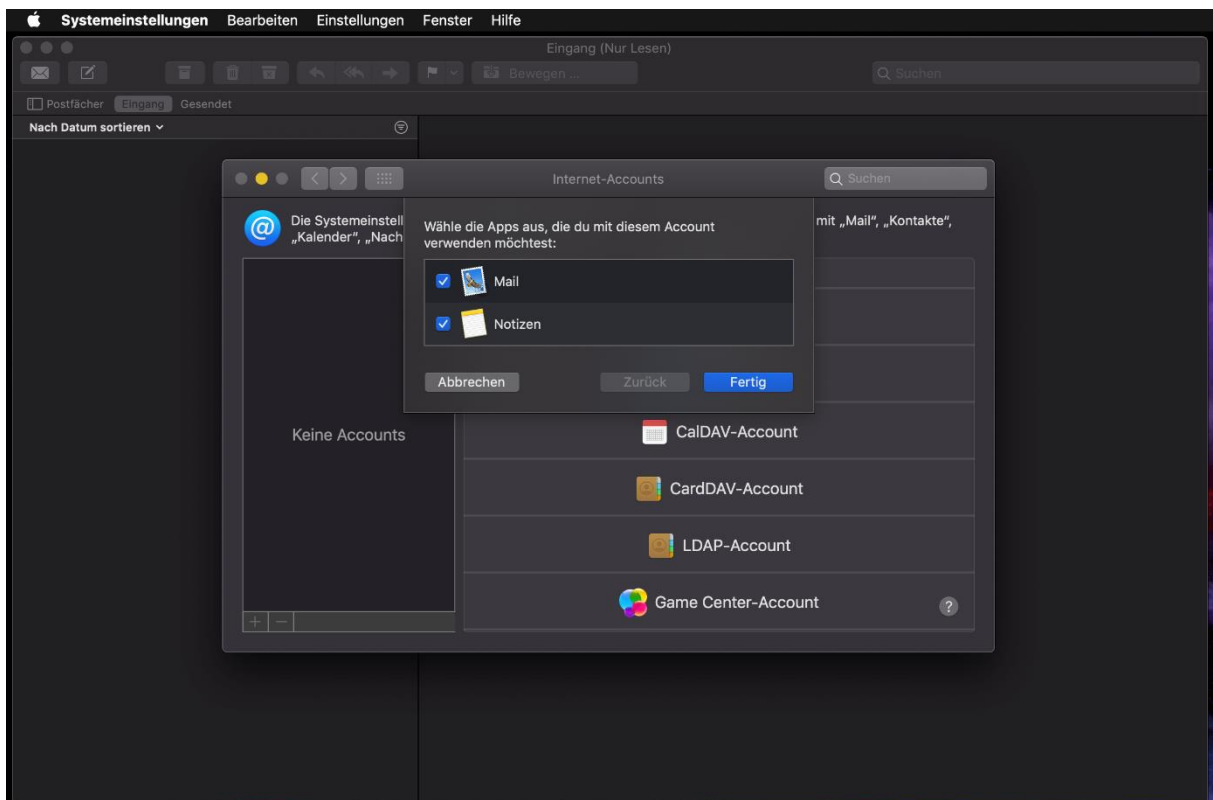 Systemeinstellungen Bearbeiten Einstellungen Fenster Hilfe
Eingang (Nur Lesen)
Bewegen ...
Suchen
Postfächer Eingang Gesendet
Nach Datum sortieren
Internet-Accounts
Suchen
Die Systemeinstell
„Kalender“, „Nach
mit „Mail“, „Kontakte“,
Wähle die Apps aus, die du mit diesem Account
verwenden möchtest:
Mail
Notizen
Abbrechen Zurück Fertig
Keine Accounts
CalDAV-Account
CardDAV-Account
LDAP-Account
Game Center-Account
?
+ −